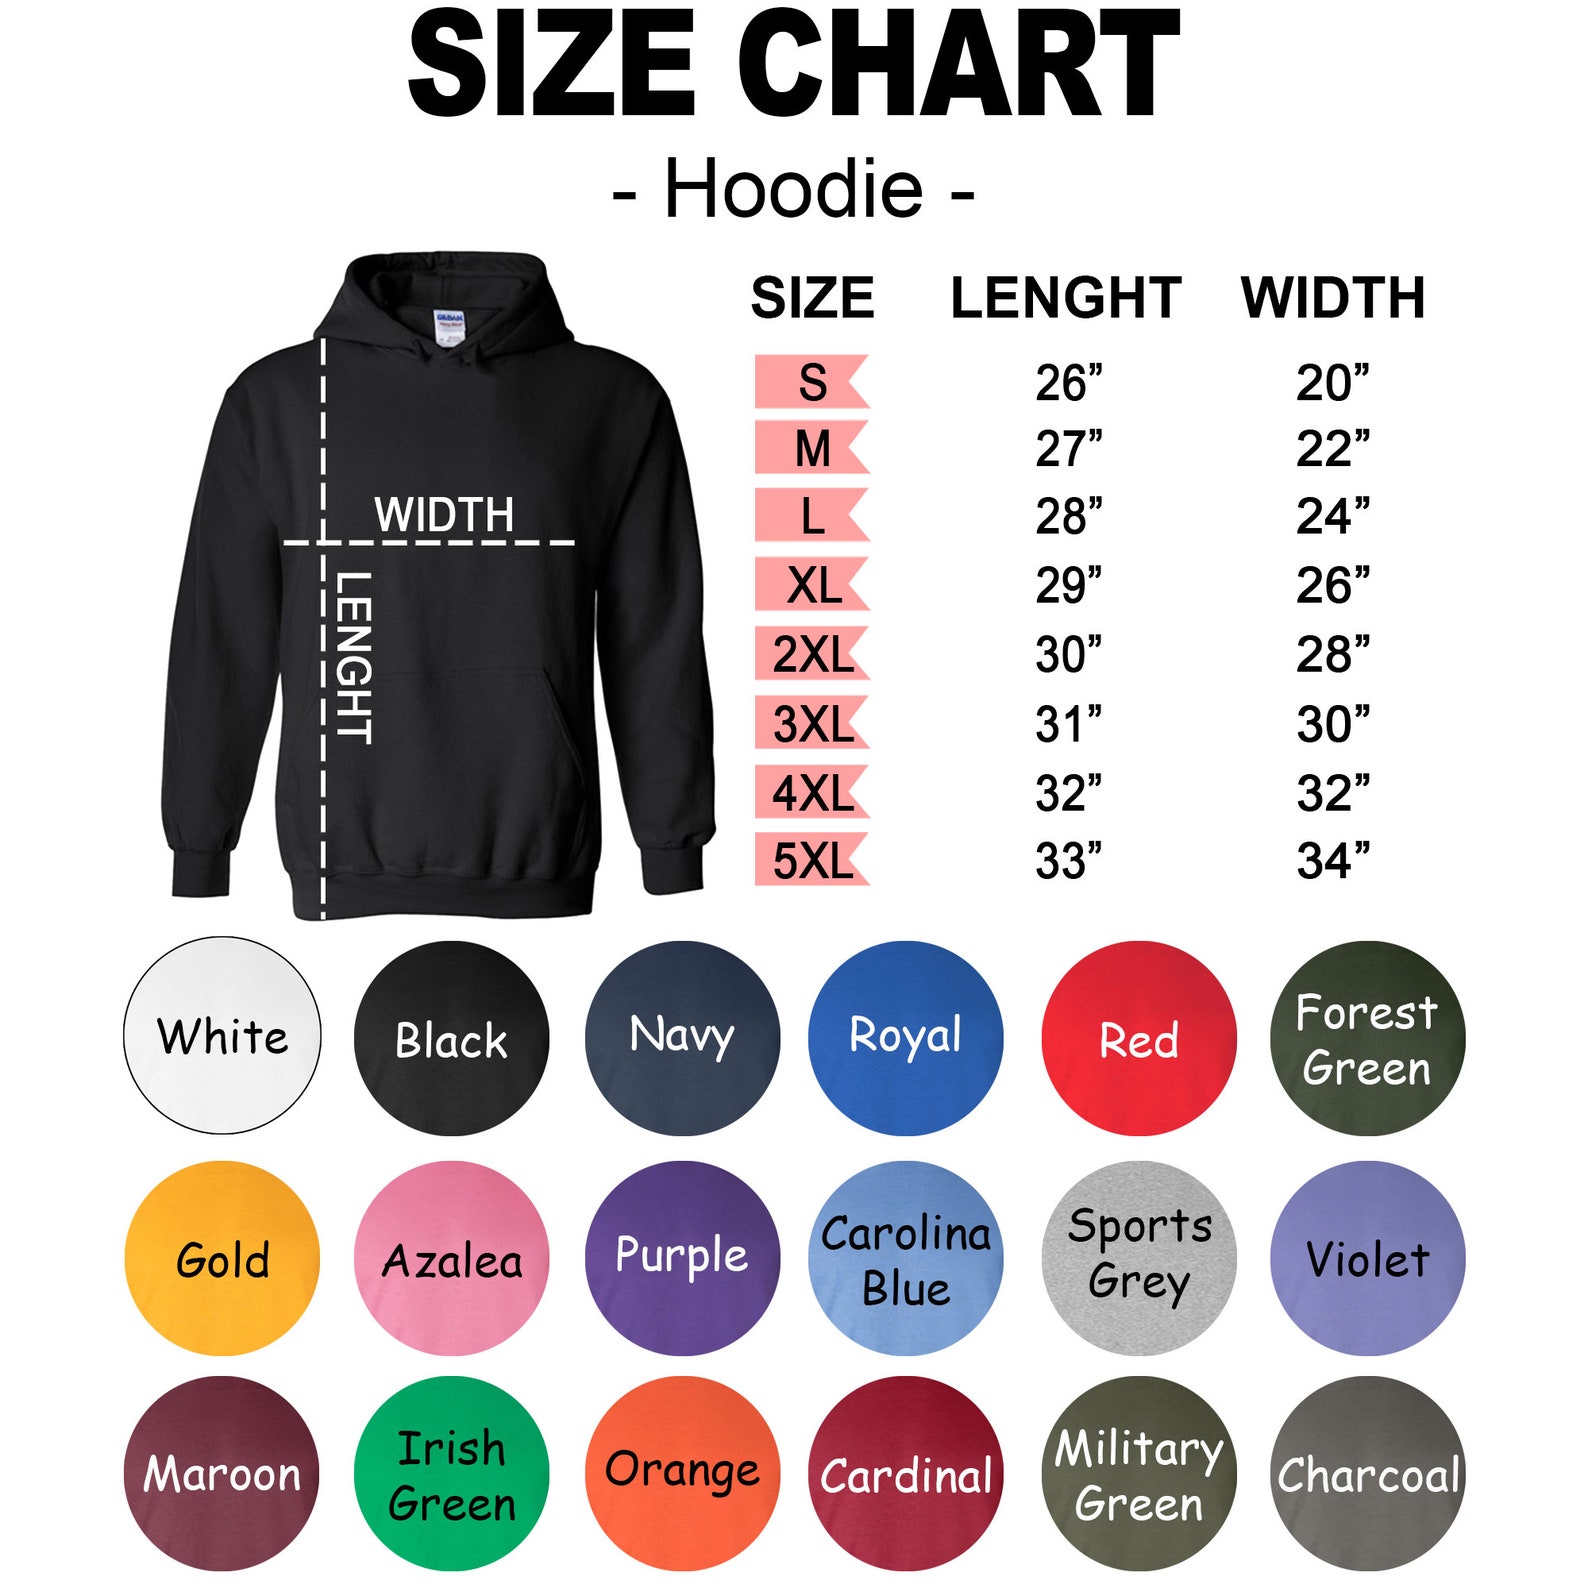 SIZE CHART
- Hoodie -
SIZE LENGHT WIDTH
S 26” 20”
M 27” 22”
L 28” 24”
XL 29” 26”
2XL 30” 28”
3XL 31” 30”
4XL 32” 32”
5XL 33” 34”
GILDAN
WIDTH
LENGHT
White
Black
Navy
Royal
Red
Forest
Green
Gold
Azalea
Purple
Carolina
Blue
Sports
Grey
Violet
Maroon
Irish
Green
Orange
Cardinal
Military
Green
Charcoal